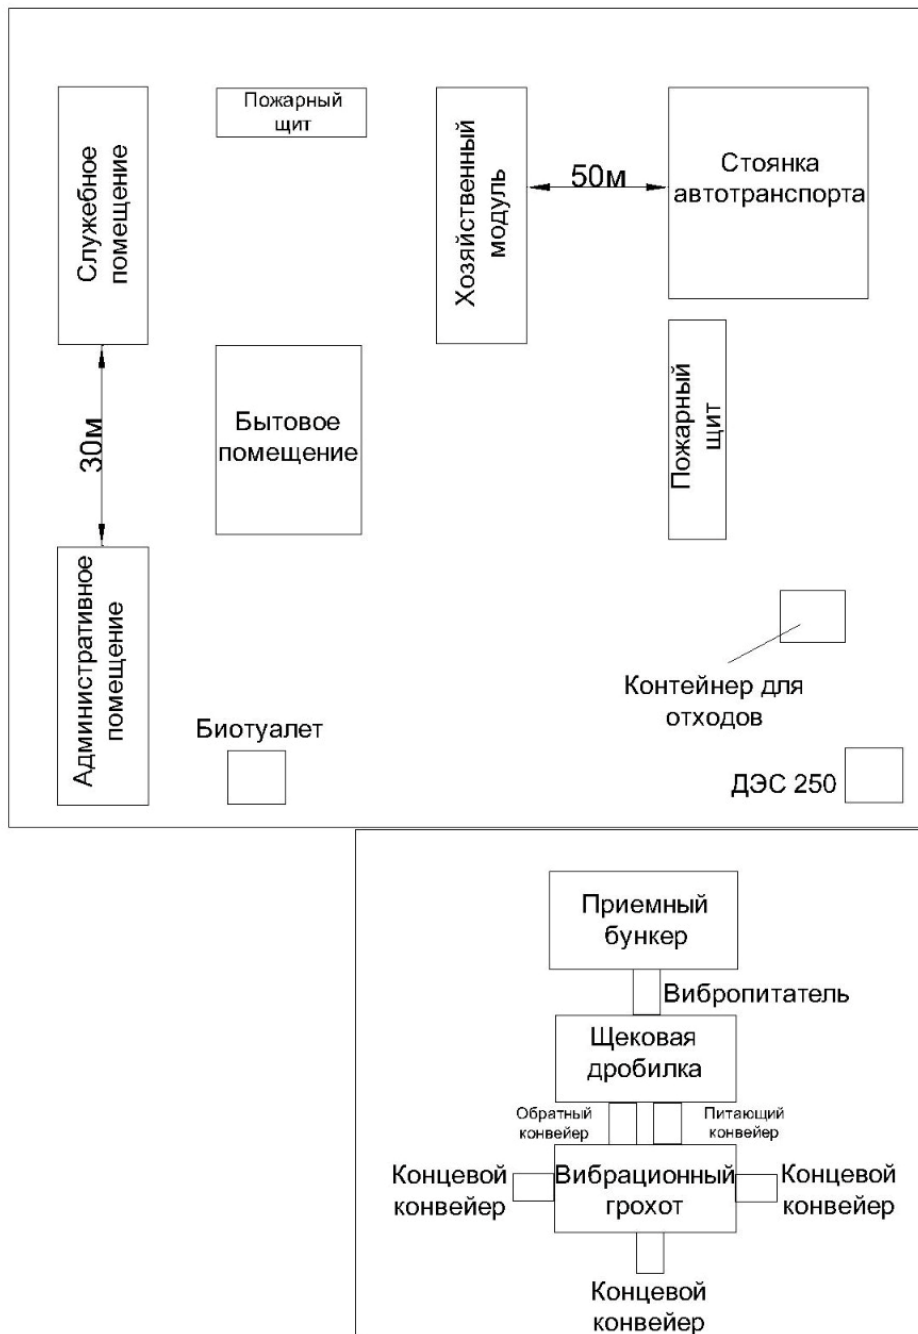 Служебное
помещение
Пожарный
щит
Хозяйственный
модуль
50м
Стоянка
автотранспорта
30м
Бытовое
помещение
Пожарный
щит
Административное
помещение
Контейнер для
отходов
Биотуалет
ДЭС 250
Приемный
бункер
Вибропитатель
Щековая
дробилка
Обратный
конвейер
Питающий
конвейер
Концевой
конвейер
Вибрационный
грохот
Концевой
конвейер
Концевой
конвейер